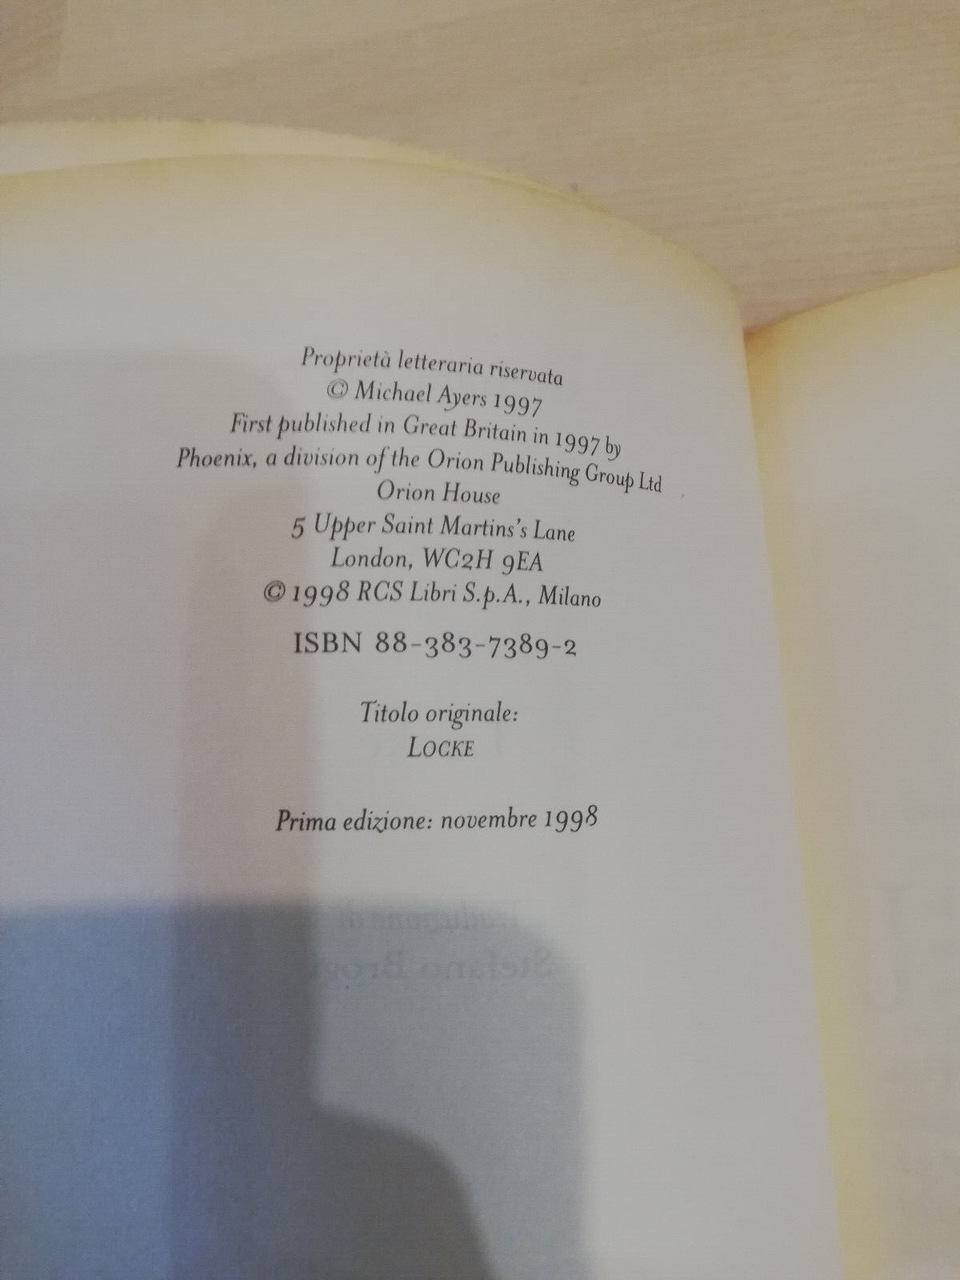 Proprietà letteraria riservata
© Michael Ayers 1997
First published in Great Britain in 1997 by
Phoenix, a division of the Orion Publishing Group Ltd
Orion House
5 Upper Saint Martins's Lane
London, WC2H 9EA
© 1998 RCS Libri S.p.A., Milano
ISBN 88-383-7389-2
Titolo originale:
LOCKE
Prima edizione: novembre 1998